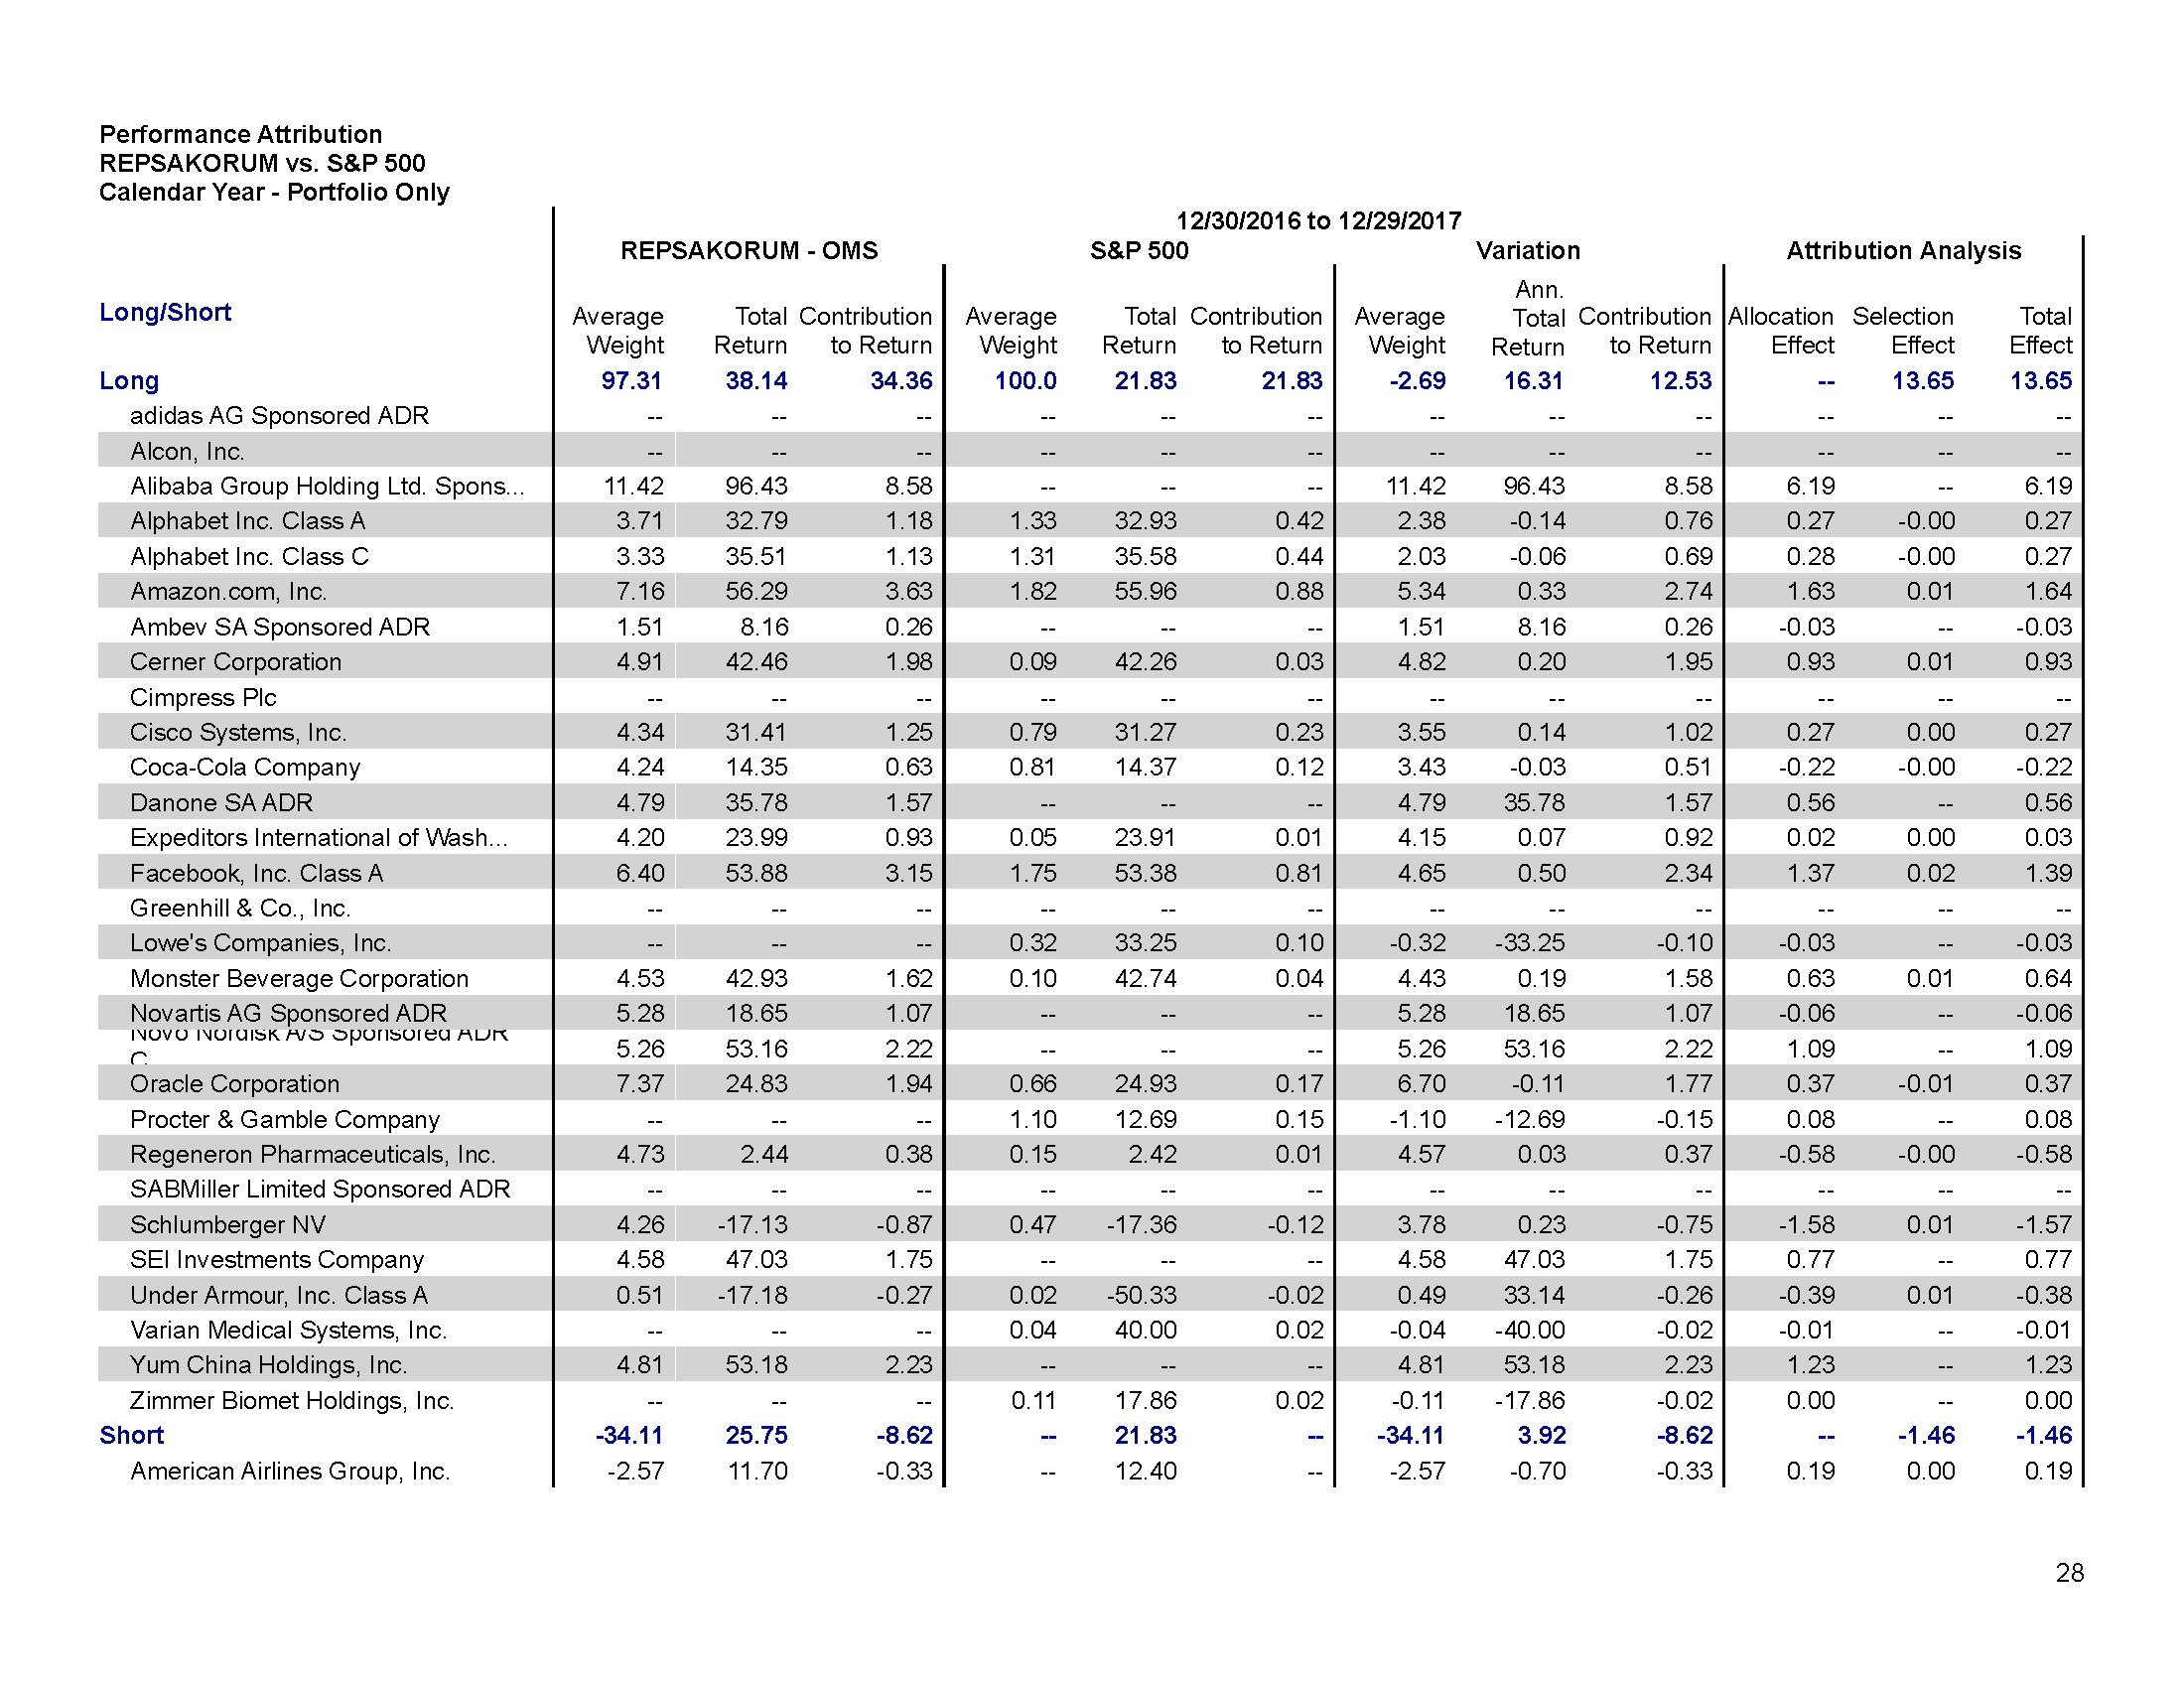 Performance Attribution
REPSAKORUM vs. S&P 500
Calendar Year - Portfolio Only
12/30/2016 to 12/29/2017
REPSAKORUM - OMS S&P 500 Variation Attribution Analysis
Long/Short Average Weight Total Return Contribution to Return Average Weight Total Return Contribution to Return Average Weight Ann. Total Return Contribution to Return Allocation Effect Selection Effect Total Effect
Long 97.31 38.14 34.36 100.0 21.83 21.83 -2.69 16.31 12.53 -- 13.65 13.65
adidas AG Sponsored ADR -- -- -- -- -- -- -- -- -- -- -- --
Alcon, Inc. -- -- -- -- -- -- -- -- -- -- -- --
Alibaba Group Holding Ltd. Spons... 11.42 96.43 8.58 -- -- -- 11.42 96.43 8.58 6.19 -- 6.19
Alphabet Inc. Class A 3.71 32.79 1.18 1.33 32.93 0.42 2.38 -0.14 0.76 0.27 -0.00 0.27
Alphabet Inc. Class C 3.33 35.51 1.13 1.31 35.58 0.44 2.03 -0.06 0.69 0.28 -0.00 0.27
Amazon.com, Inc. 7.16 56.29 3.63 1.82 55.96 0.88 5.34 0.33 2.74 1.63 0.01 1.64
Ambev SA Sponsored ADR 1.51 8.16 0.26 -- -- -- 1.51 8.16 0.26 -0.03 -- -0.03
Cerner Corporation 4.91 42.46 1.98 0.09 42.26 0.03 4.82 0.20 1.95 0.93 0.01 0.93
Cimpress Plc -- -- -- -- -- -- -- -- -- -- -- --
Cisco Systems, Inc. 4.34 31.41 1.25 0.79 31.27 0.23 3.55 0.14 1.02 0.27 0.00 0.27
Coca-Cola Company 4.24 14.35 0.63 0.81 14.37 0.12 3.43 -0.03 0.51 -0.22 -0.00 -0.22
Danone SA ADR 4.79 35.78 1.57 -- -- -- 4.79 35.78 1.57 0.56 -- 0.56
Expeditors International of Wash... 4.20 23.99 0.93 0.05 23.91 0.01 4.15 0.07 0.92 0.02 0.00 0.03
Facebook, Inc. Class A 6.40 53.88 3.15 1.75 53.38 0.81 4.65 0.50 2.34 1.37 0.02 1.39
Greenhill & Co., Inc. -- -- -- -- -- -- -- -- -- -- -- --
Lowe's Companies, Inc. -- -- -- 0.32 33.25 0.10 -0.32 -33.25 -0.10 -0.03 -- -0.03
Monster Beverage Corporation 4.53 42.93 1.62 0.10 42.74 0.04 4.43 0.19 1.58 0.63 0.01 0.64
Novartis AG Sponsored ADR 5.28 18.65 1.07 -- -- -- 5.28 18.65 1.07 -0.06 -- -0.06
Novo Nordisk A/S Sponsored ADR C 5.26 53.16 2.22 -- -- -- 5.26 53.16 2.22 1.09 -- 1.09
Oracle Corporation 7.37 24.83 1.94 0.66 24.93 0.17 6.70 -0.11 1.77 0.37 -0.01 0.37
Procter & Gamble Company -- -- -- 1.10 12.69 0.15 -1.10 -12.69 -0.15 0.08 -- 0.08
Regeneron Pharmaceuticals, Inc. 4.73 2.44 0.38 0.15 2.42 0.01 4.57 0.03 0.37 -0.58 -0.00 -0.58
SABMiller Limited Sponsored ADR -- -- -- -- -- -- -- -- -- -- -- --
Schlumberger NV 4.26 -17.13 -0.87 0.47 -17.36 -0.12 3.78 0.23 -0.75 -1.58 0.01 -1.57
SEI Investments Company 4.58 47.03 1.75 -- -- -- 4.58 47.03 1.75 0.77 -- 0.77
Under Armour, Inc. Class A 0.51 -17.18 -0.27 0.02 -50.33 -0.02 0.49 33.14 -0.26 -0.39 0.01 -0.38
Varian Medical Systems, Inc. -- -- -- 0.04 40.00 0.02 -0.04 -40.00 -0.02 -0.01 -- -0.01
Yum China Holdings, Inc. 4.81 53.18 2.23 -- -- -- 4.81 53.18 2.23 1.23 -- 1.23
Zimmer Biomet Holdings, Inc. -- -- -- 0.11 17.86 0.02 -0.11 -17.86 -0.02 0.00 -- 0.00
Short -34.11 25.75 -8.62 -- 21.83 -- -34.11 3.92 -8.62 -- -1.46 -1.46
American Airlines Group, Inc. -2.57 11.70 -0.33 -- 12.40 -- -2.57 -0.70 -0.33 0.19 0.00 0.19
28